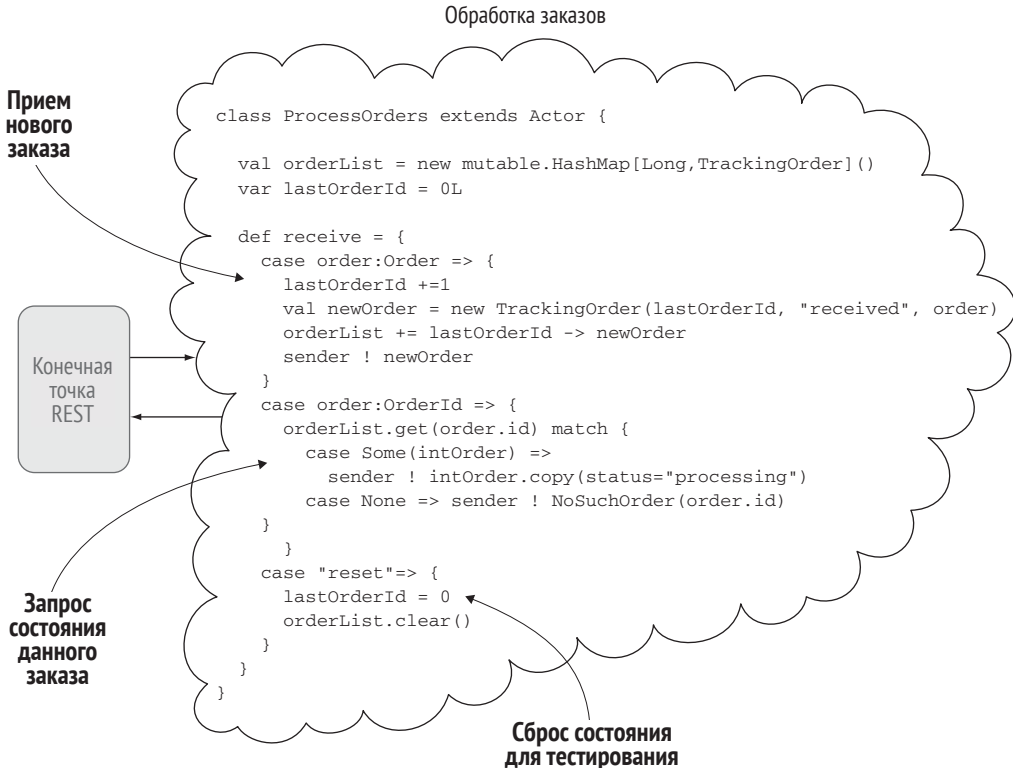 Обработка заказов
Прием
нового
заказа
class ProcessOrders extends Actor {
val orderList = new mutable.HashMap[Long,TrackingOrder]()
var lastOrderId = 0L
def receive = {
case order:Order => {
lastOrderId +=1
val newOrder = new TrackingOrder(lastOrderId, "received", order)
orderList += lastOrderId -> newOrder
sender ! newOrder
}
case order:OrderId => {
orderList.get(order.id) match {
case Some(intOrder) =>
sender ! intOrder.copy(status="processing")
case None => sender ! NoSuchOrder(order.id)
}
}
case "reset"=> {
lastOrderId = 0
orderList.clear()
}
}
}
Конечная
точка
REST
Запрос
состояния
данного
заказа
Сброс состояния
для тестирования